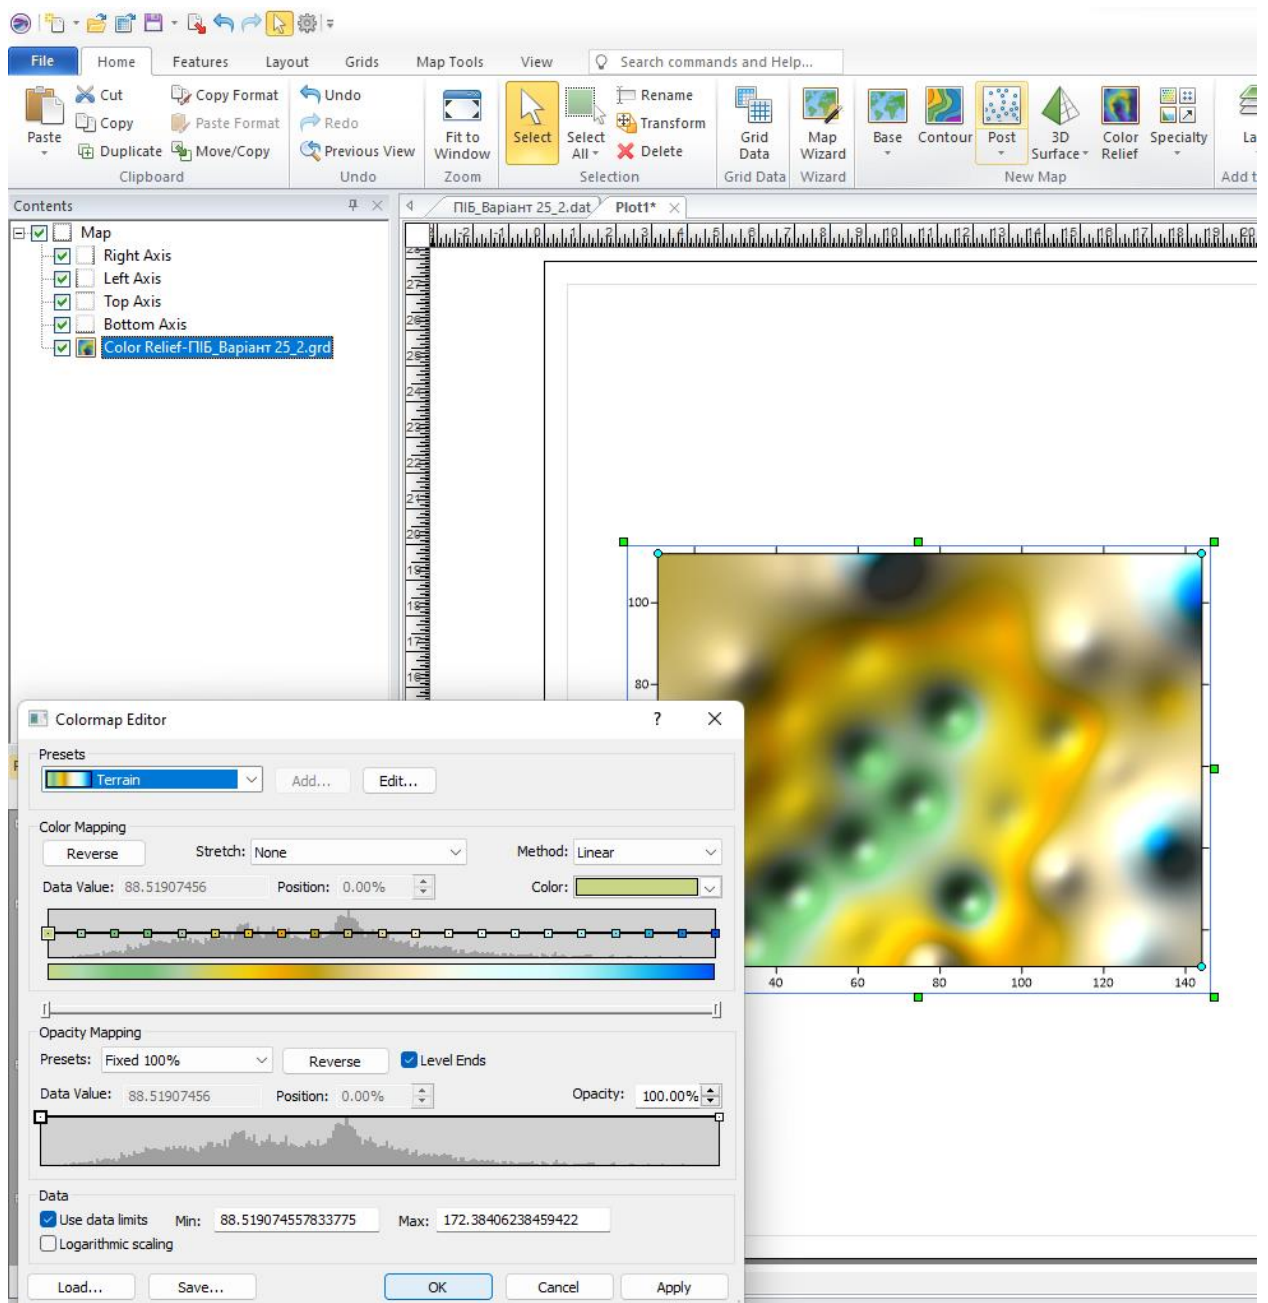 File Home Features Layout Grids Map Tools View Search commands and Help...
Cut Copy Format Undo Rename
Copy Paste Format Redo Transform
Paste Duplicate Move/Copy Previous View Fit to Window Select Select All Delete Grid Data Map Wizard Base Contour Post 3D Surface Color Relief Specialty La
Clipboard Undo Zoom Selection Grid Data Wizard New Map Add t
Contents
ПІБ_Варіант 25_2.dat Plot1*
Map
Right Axis
Left Axis
Top Axis
Bottom Axis
Color Relief-ПІБ_Варіант 25_2.grd
100
80
40 60 80 100 120 140
Colormap Editor ?
Presets
Terrain Add... Edit...
Color Mapping
Reverse Stretch: None Method: Linear
Data Value: 88.51907456 Position: 0.00% Color:
Opacity Mapping
Presets: Fixed 100% Reverse Level Ends
Data Value: 88.51907456 Position: 0.00% Opacity: 100.00%
Data
Use data limits Min: 88.519074557833775 Max: 172.38406238459422
Logarithmic scaling
Load... Save... OK Cancel Apply